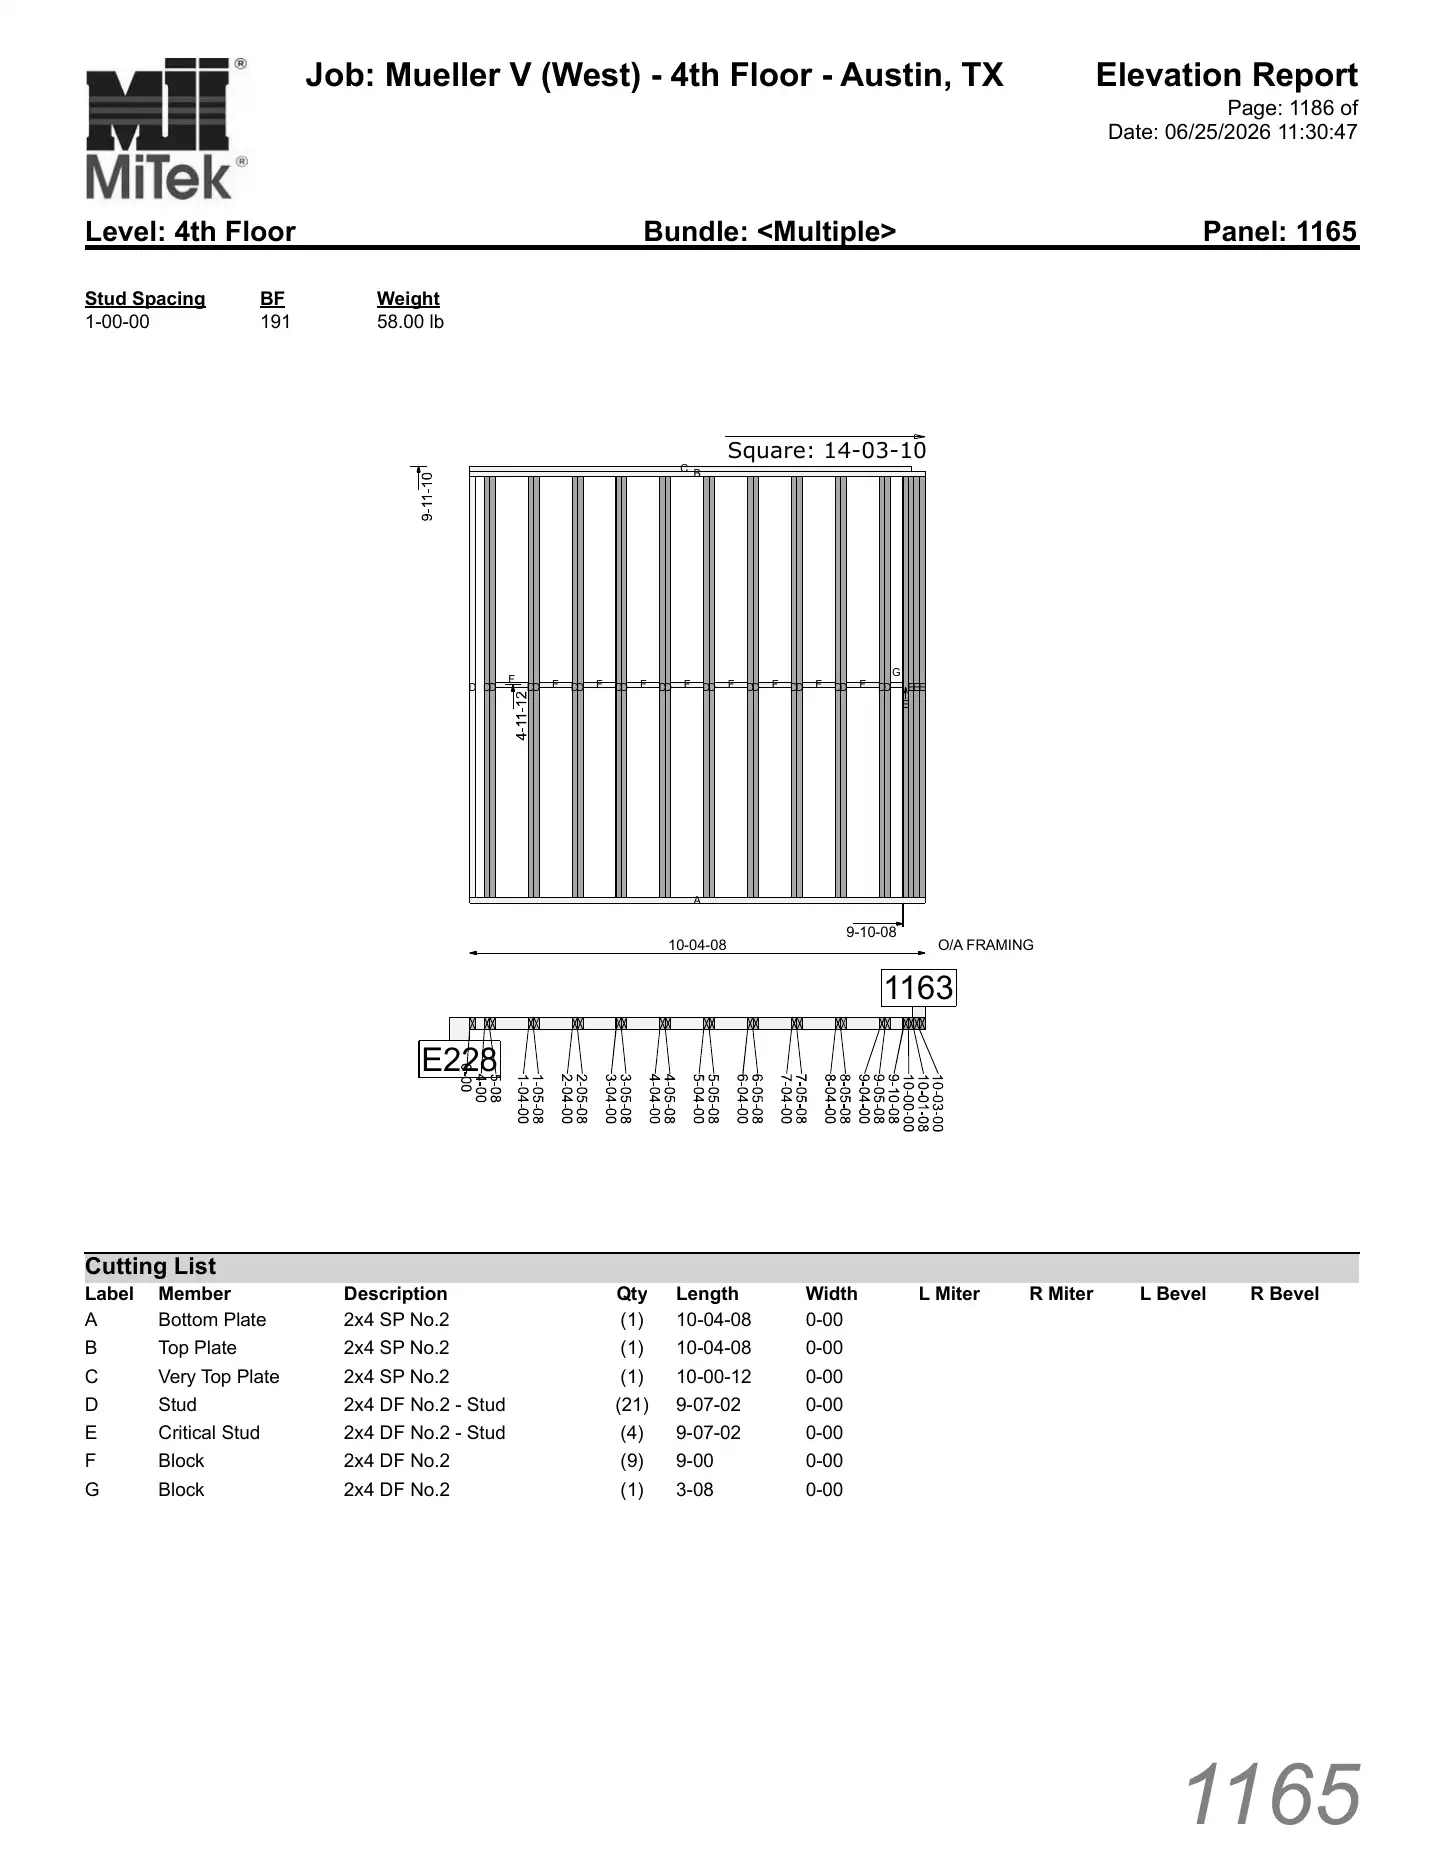 Job: Mueller V (West) - 4th Floor - Austin, TX
Elevation Report
Page: 1186 of
Date: 06/25/2026 11:30:47
MiTek®
Level: 4th Floor Bundle: <Multiple> Panel: 1165
Stud Spacing BF Weight
1-00-00 191 58.00 lb
Square: 14-03-10
C B
9-11-10
G
F F F F F F F F F
E
4-11-12
A
9-10-08
10-04-08 O/A FRAMING
1163
E228
4-00 5-08 1-04-00 1-05-08 2-04-00 2-05-08 3-04-00 3-05-08 4-04-00 4-05-08 5-04-00 5-05-08 6-04-00 6-05-08 7-04-00 7-05-08 8-04-00 8-05-08 9-04-00 9-05-08 9-10-08 10-00-00 10-01-08 10-03-00
Cutting List
Label Member Description Qty Length Width L Miter R Miter L Bevel R Bevel
A Bottom Plate 2x4 SP No.2 (1) 10-04-08 0-00
B Top Plate 2x4 SP No.2 (1) 10-04-08 0-00
C Very Top Plate 2x4 SP No.2 (1) 10-00-12 0-00
D Stud 2x4 DF No.2 - Stud (21) 9-07-02 0-00
E Critical Stud 2x4 DF No.2 - Stud (4) 9-07-02 0-00
F Block 2x4 DF No.2 (9) 9-00 0-00
G Block 2x4 DF No.2 (1) 3-08 0-00
1165